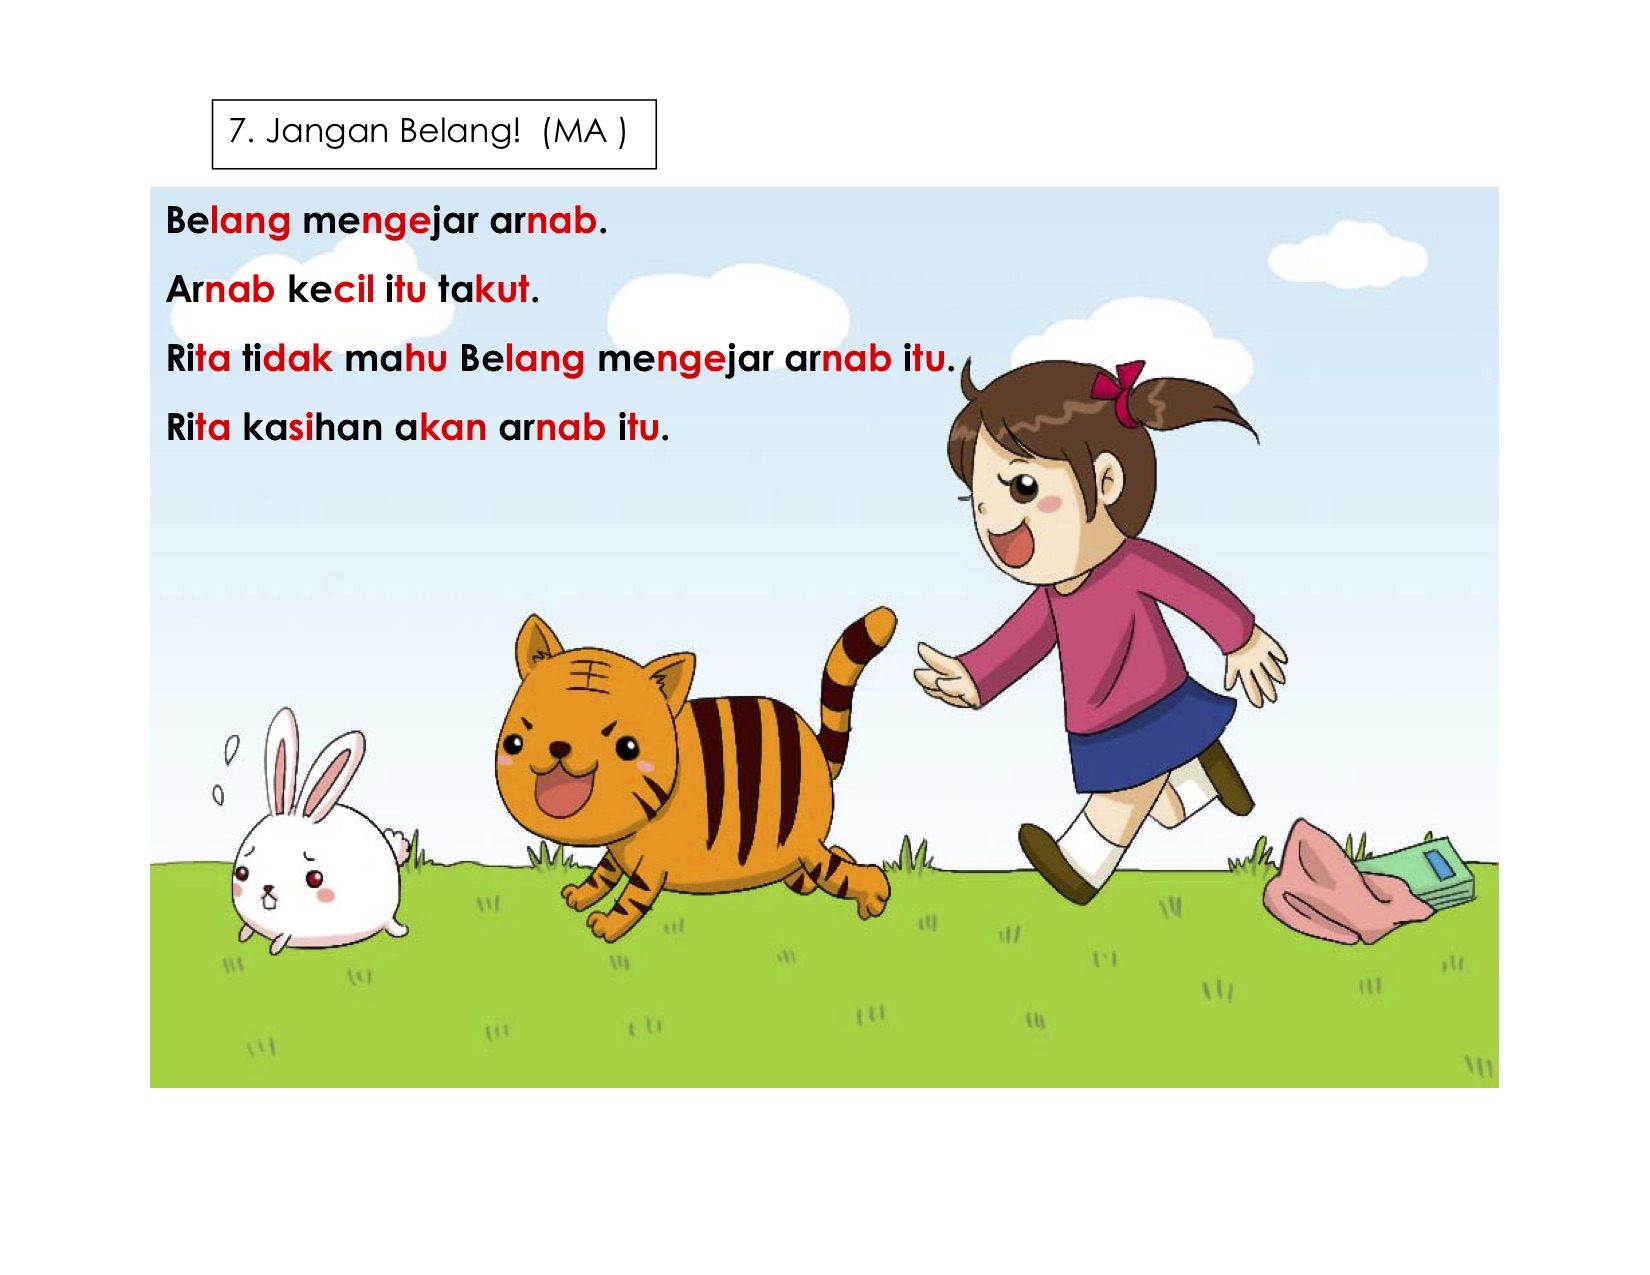 7. Jangan Belang!  (MA )
Belang mengejar arnab.
Arnab kecil itu takut.
Rita tidak mahu Belang mengejar arnab itu.
Rita kasihan akan arnab itu.